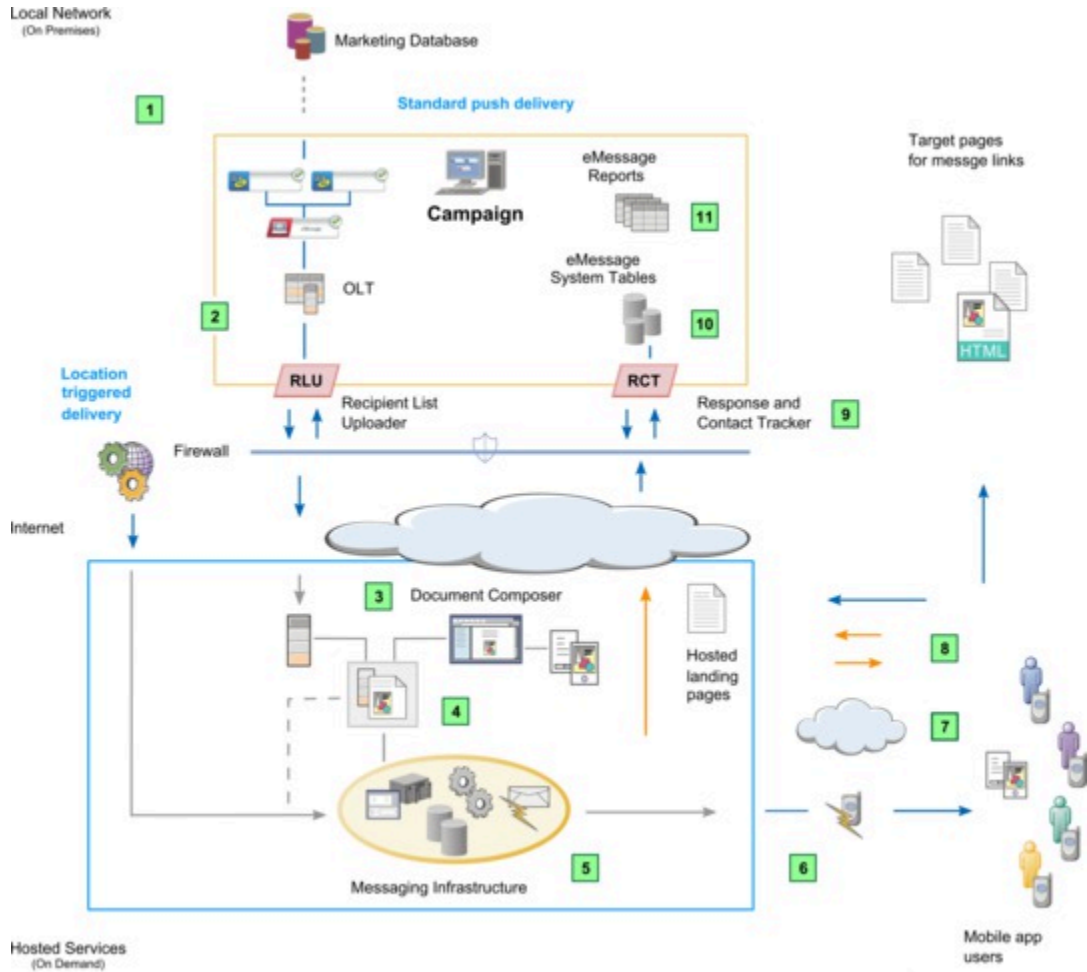 Local Network
(On Premises)
Marketing Database
1
Standard push delivery
Target pages
for messge links
eMessage
Reports
Campaign
11
eMessage
System Tables
OLT
2
10
HTML
Location
triggered
delivery
RLU
RCT
Recipient List
Uploader
Response and
Contact Tracker
9
Firewall
Internet
3
Document Composer
Hosted
landing
pages
8
4
7
5
6
Messaging Infrastructure
Mobile app
users
Hosted Services
(On Demand)